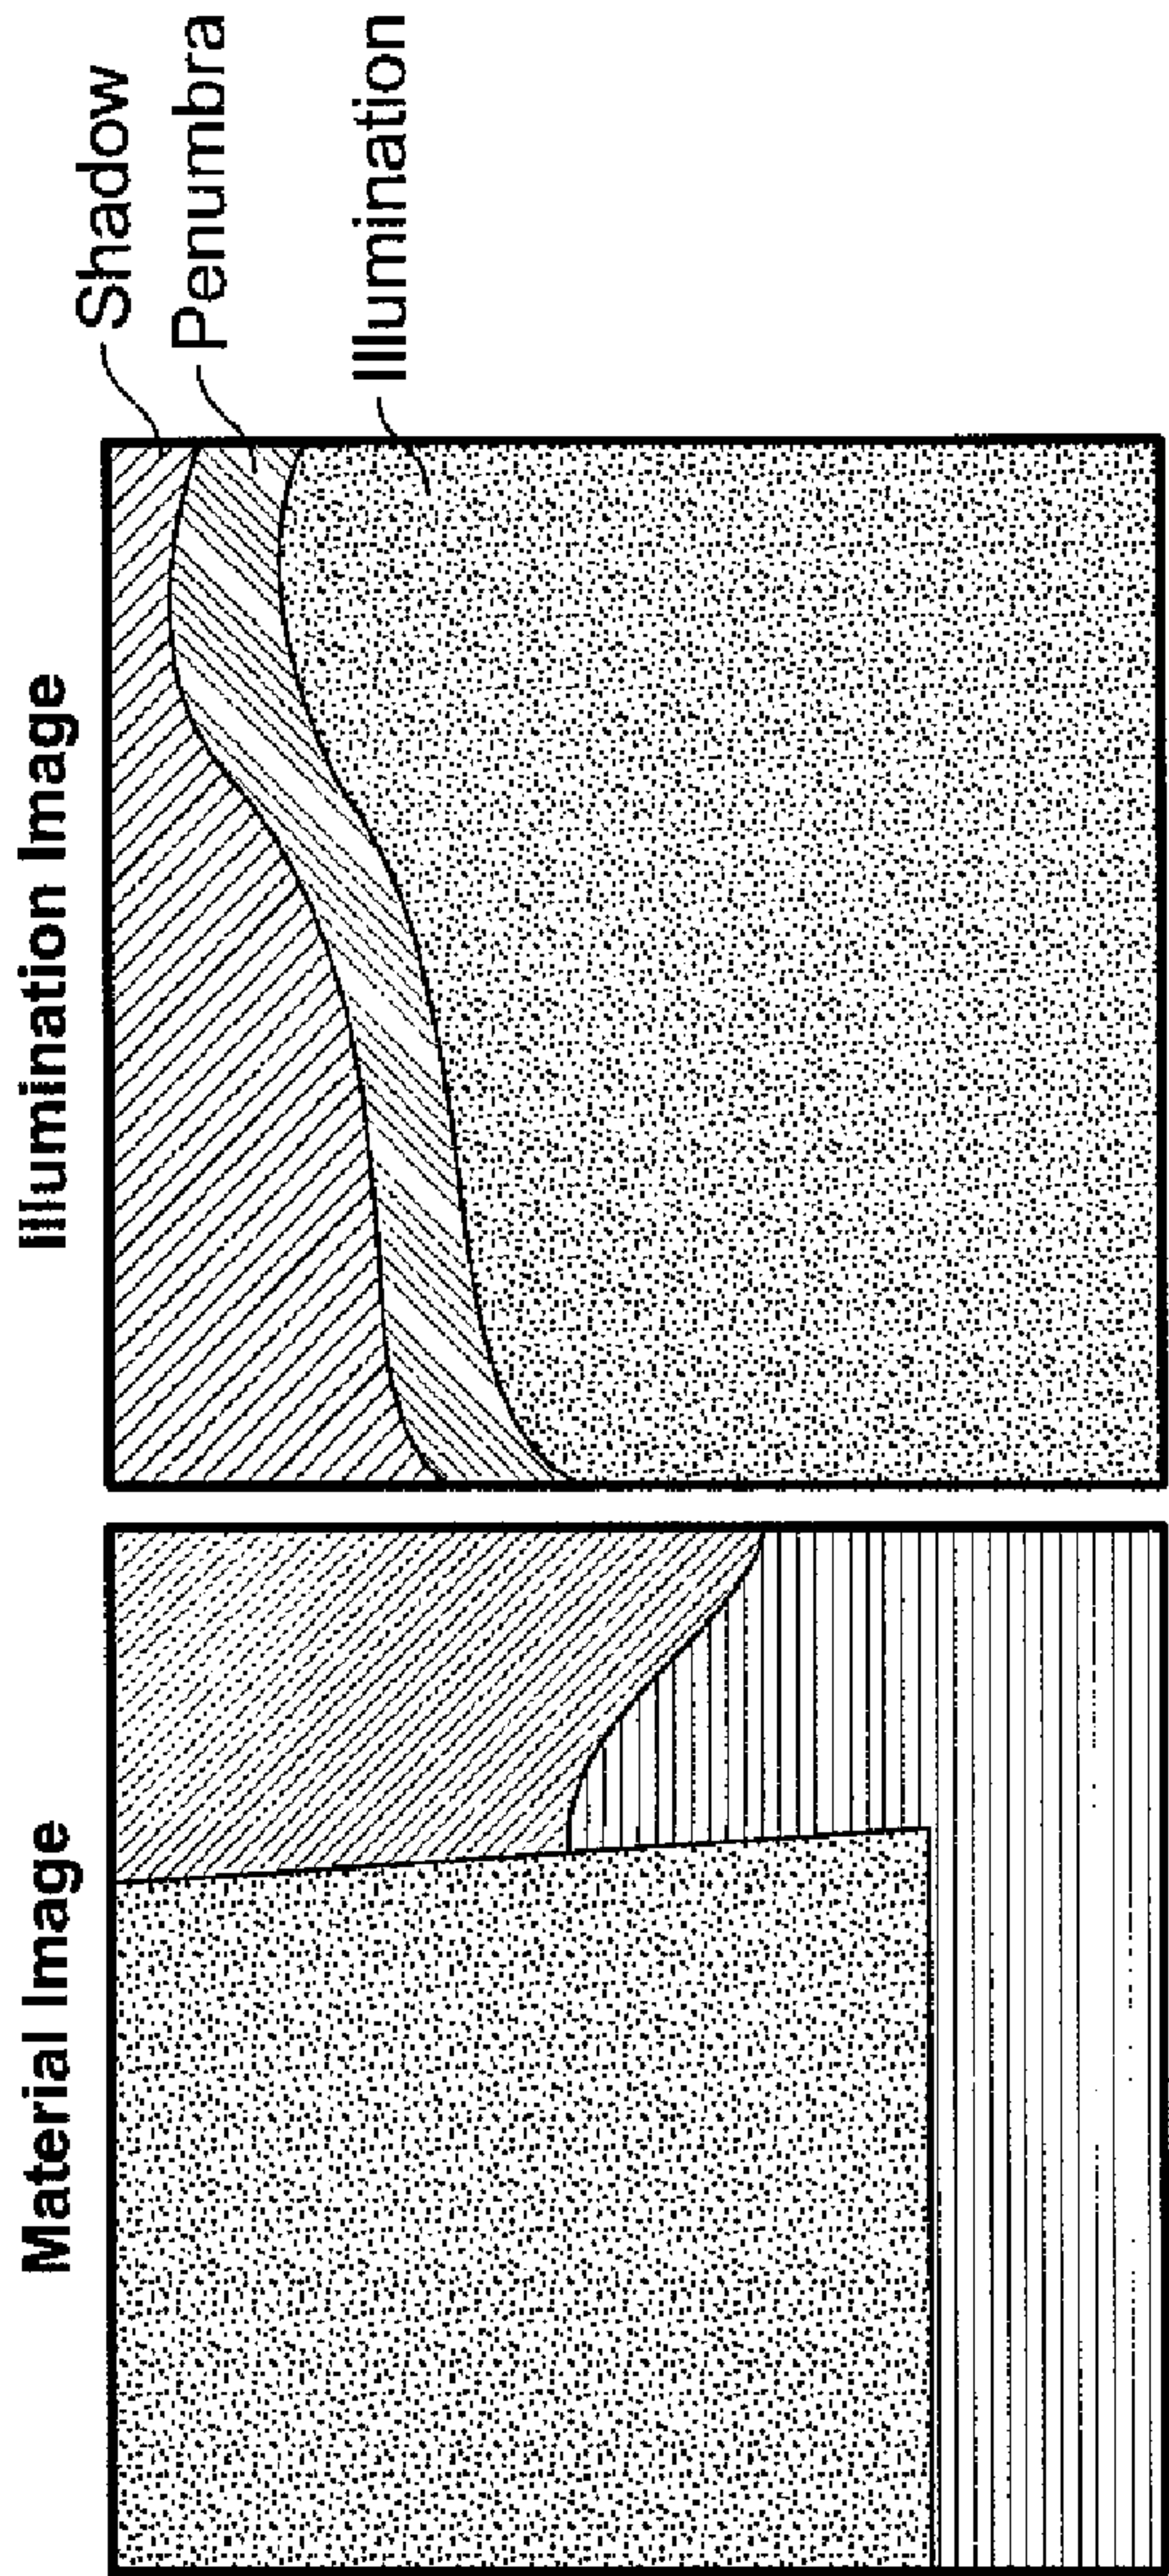 Material Image
Illumination Image
Shadow
Penumbra
Illumination